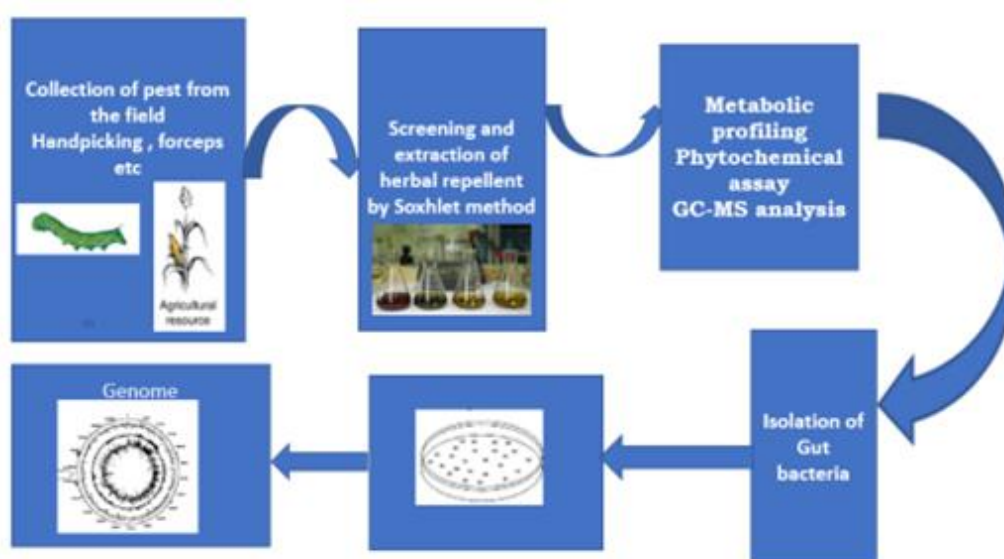 Collection of pest from
the field
Handpicking , forceps
etc
Agricultural
resource
Screening and
extraction of
herbal repellent
by Soxhlet method
Metabolic
profiling
Phytochemical
assay
GC-MS analysis
Isolation of
Gut
bacteria
Genome